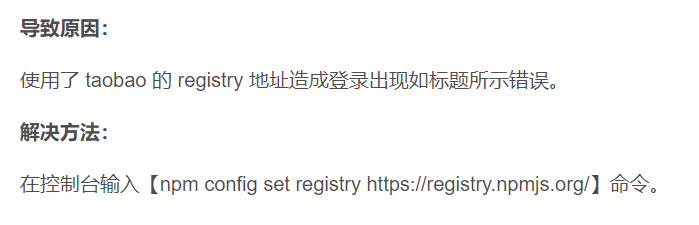 导致原因：
使用了 taobao 的 registry 地址造成登录出现如标题所示错误。
解决方法：
在控制台输入【npm config set registry https://registry.npmjs.org/】命令。